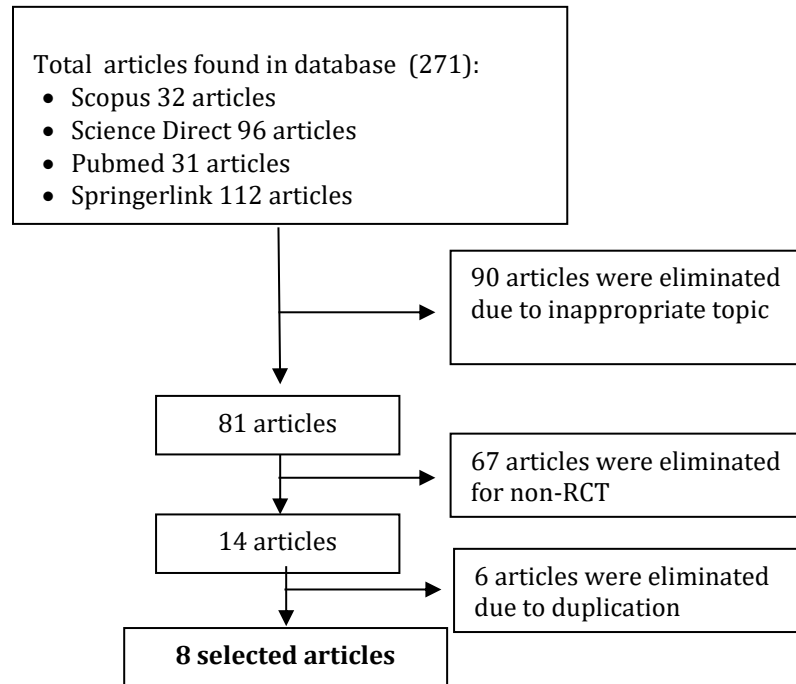 Total articles found in database (271):
• Scopus 32 articles
• Science Direct 96 articles
• Pubmed 31 articles
• Springerlink 112 articles
90 articles were eliminated
due to inappropriate topic
81 articles
67 articles were eliminated
for non-RCT
14 articles
6 articles were eliminated
due to duplication
8 selected articles